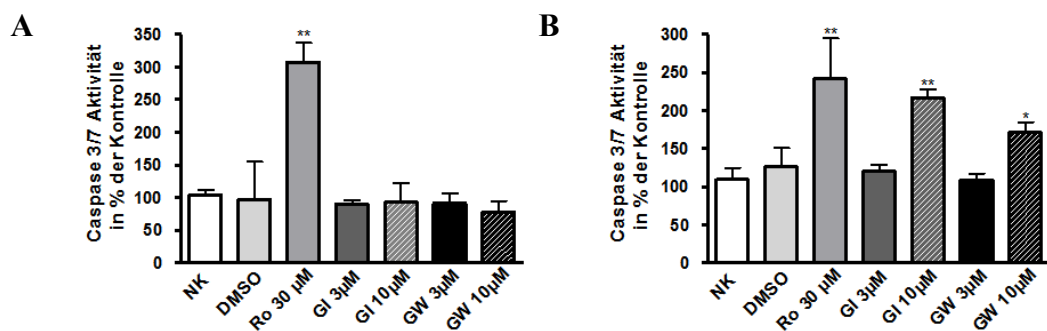 A
Caspase 3/7 Aktivität
in % der Kontrolle
350
300
250
200
150
100
50
0
**
NK
DMSO
Ro 30 µM
GI 3µM
GI 10µM
GW 3µM
GW 10µM
B
Caspase 3/7 Aktivität
in % der Kontrolle
300
250
200
150
100
50
0
**
**
*
NK
DMSO
Ro 30 µM
GI 3µM
GI 10µM
GW 3µM
GW 10µM